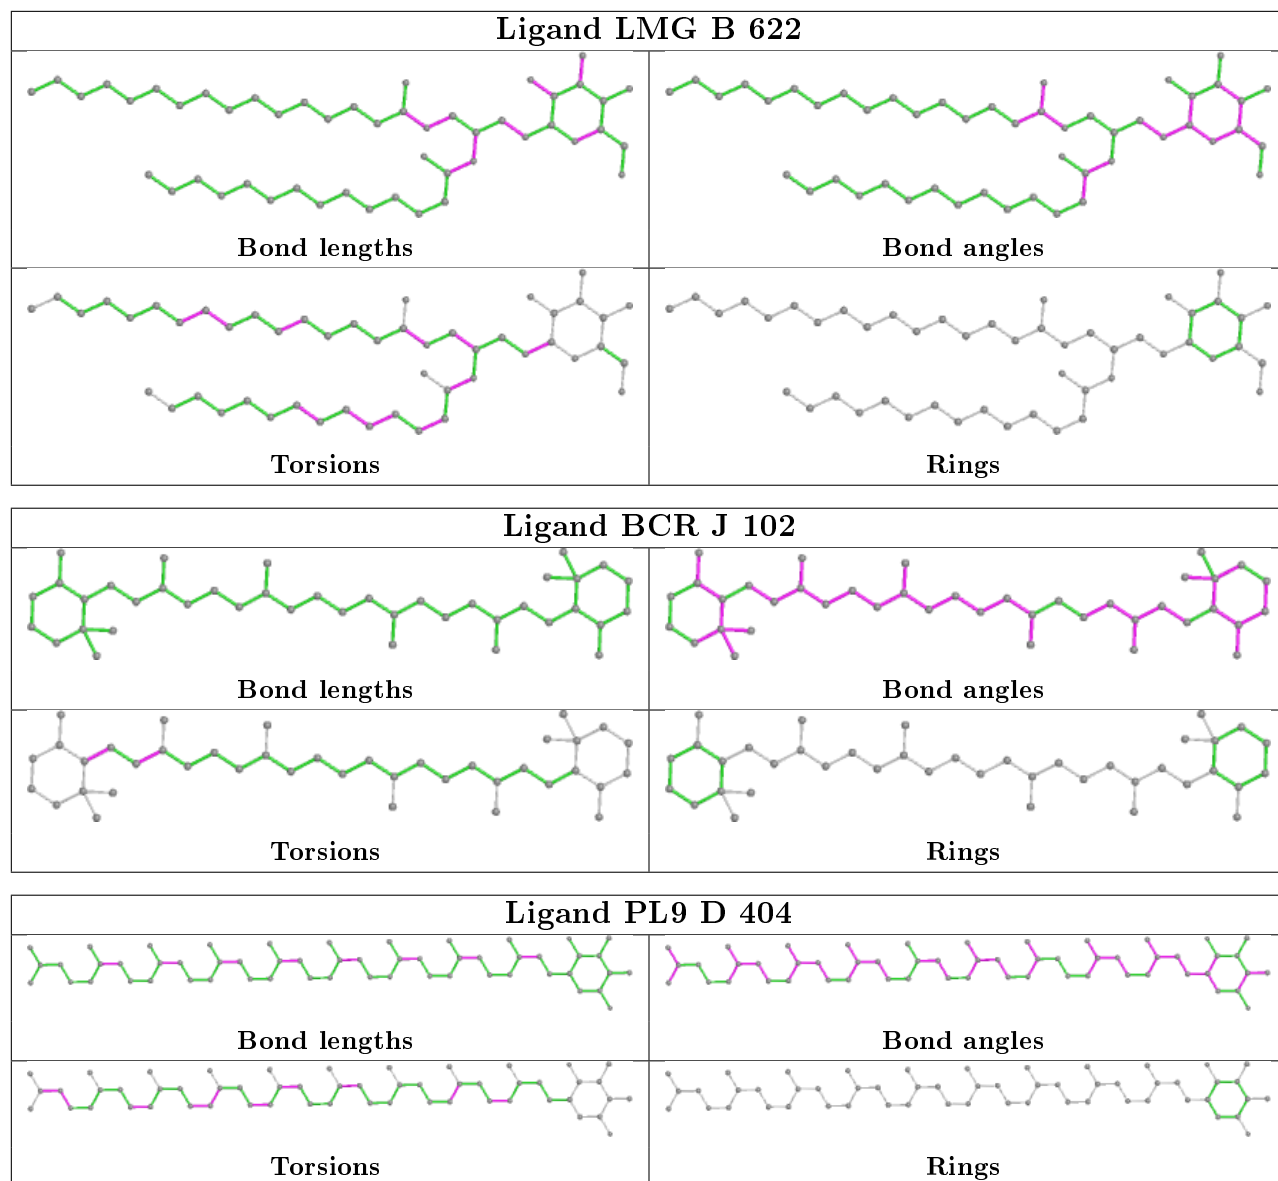 Ligand LMG B 622
Bond lengths
Bond angles
Torsions
Rings
Ligand BCR J 102
Bond lengths
Bond angles
Torsions
Rings
Ligand PL9 D 404
Bond lengths
Bond angles
Torsions
Rings